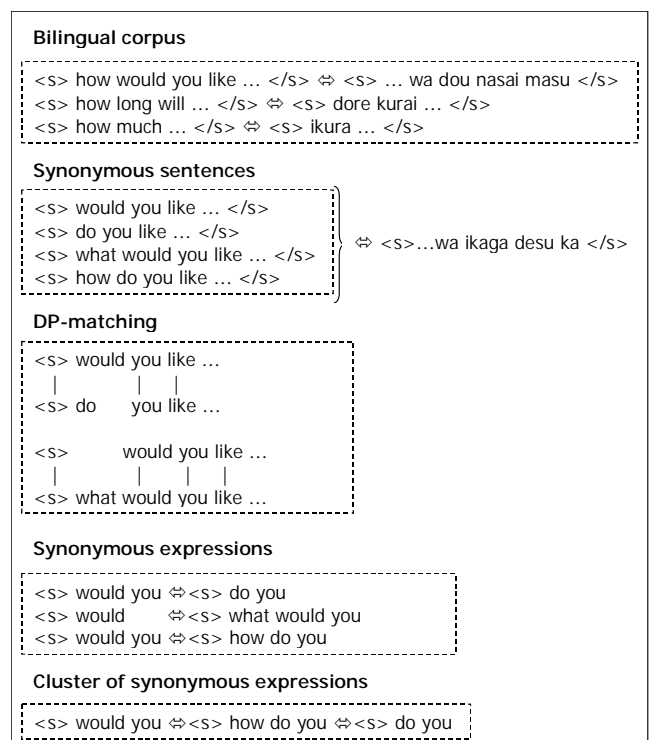 Bilingual corpus
<s> how would you like … </s> ⇔ <s> … wa dou nasai masu </s>
<s> how long will … </s> ⇔ <s> dore kurai … </s>
<s> how much … </s> ⇔ <s> ikura … </s>
Synonymous sentences
<s> would you like … </s>
<s> do you like … </s>
<s> what would you like … </s>
<s> how do you like … </s>
⇔ <s>…wa ikaga desu ka </s>
DP-matching
<s> would you like …
| | |
<s> do you like …
<s> would you like …
| | | |
<s> what would you like …
Synonymous expressions
<s> would you ⇔<s> do you
<s> would ⇔<s> what would you
<s> would you ⇔<s> how do you
Cluster of synonymous expressions
<s> would you ⇔<s> how do you ⇔<s> do you